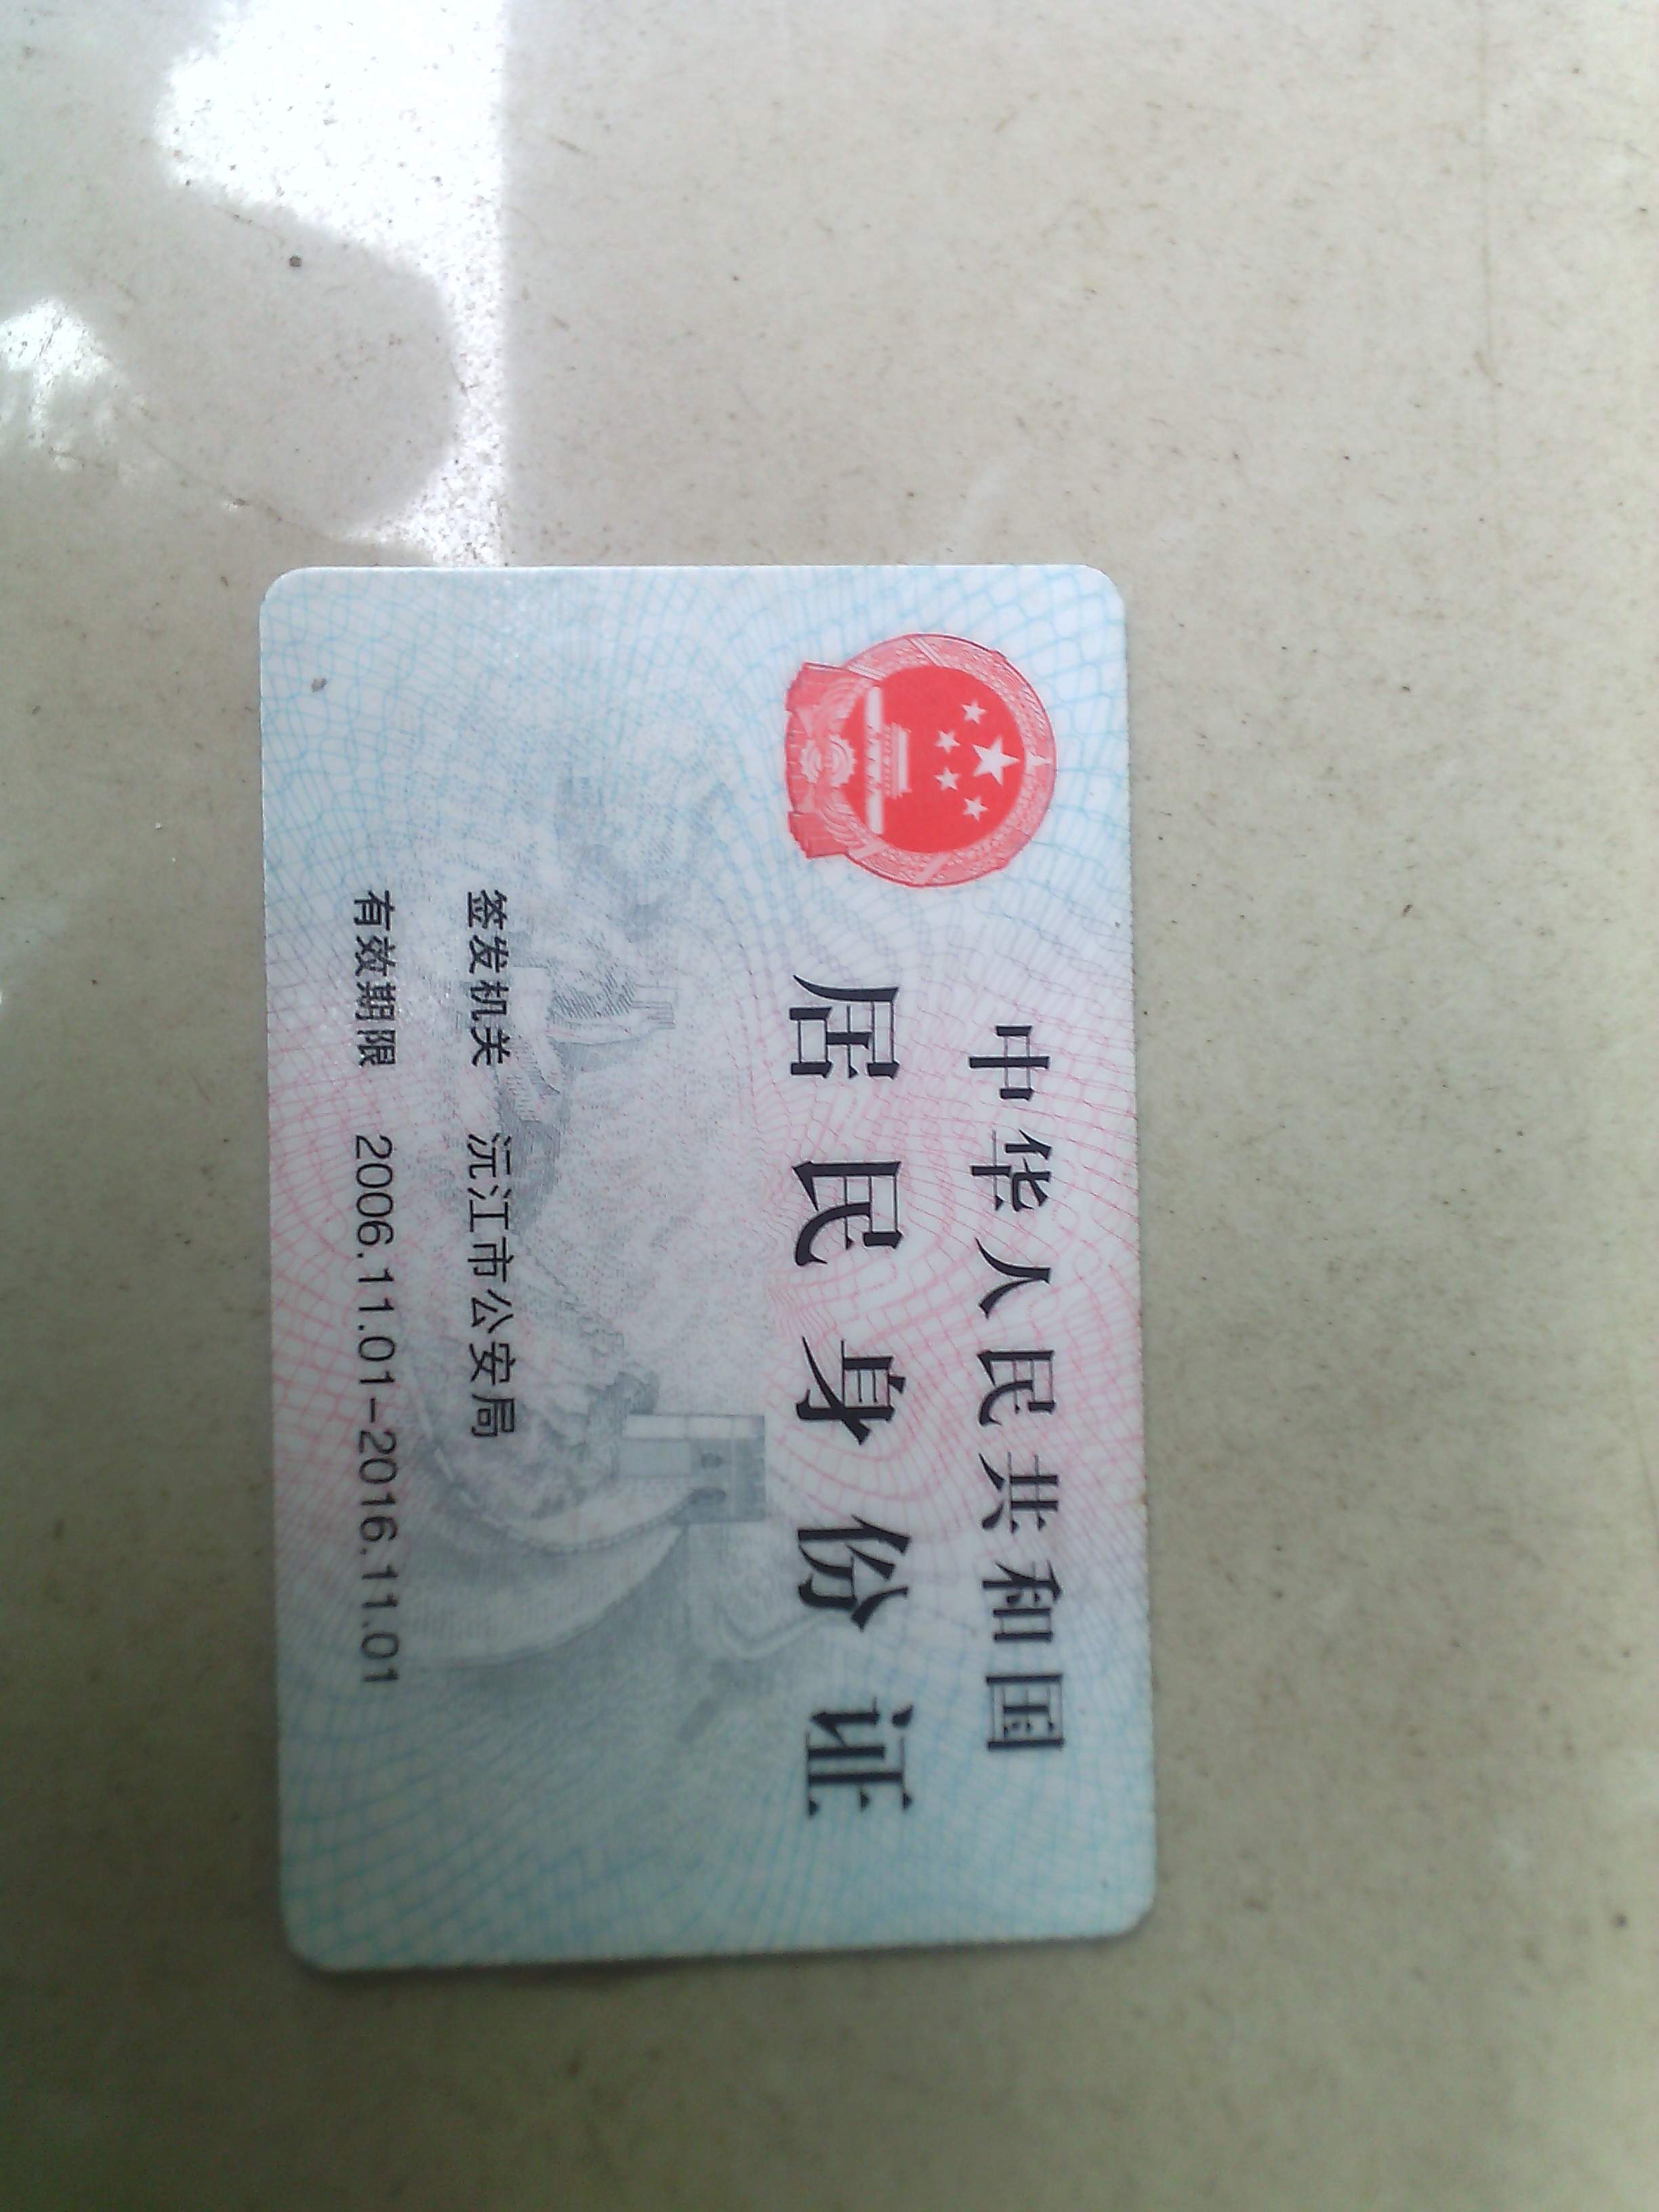 中华人民共和国
居民身份证
签发机关 沅江市公安局
有效期限 2006.11.01-2016.11.01